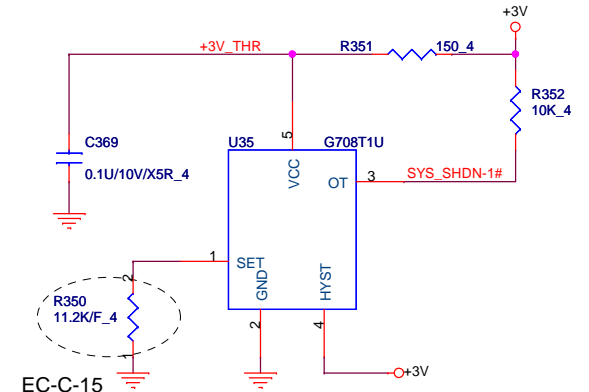 +3V
+3V_THR
R351
150_4
R352
10K_4
C369
0.1U/10V/X5R_4
U35
G708T1U
5
VCC
OT
3
SYS_SHDN-1#
1
SET
GND
HYST
2
R350
11.2K/F_4
1
2
4
+3V
EC-C-15